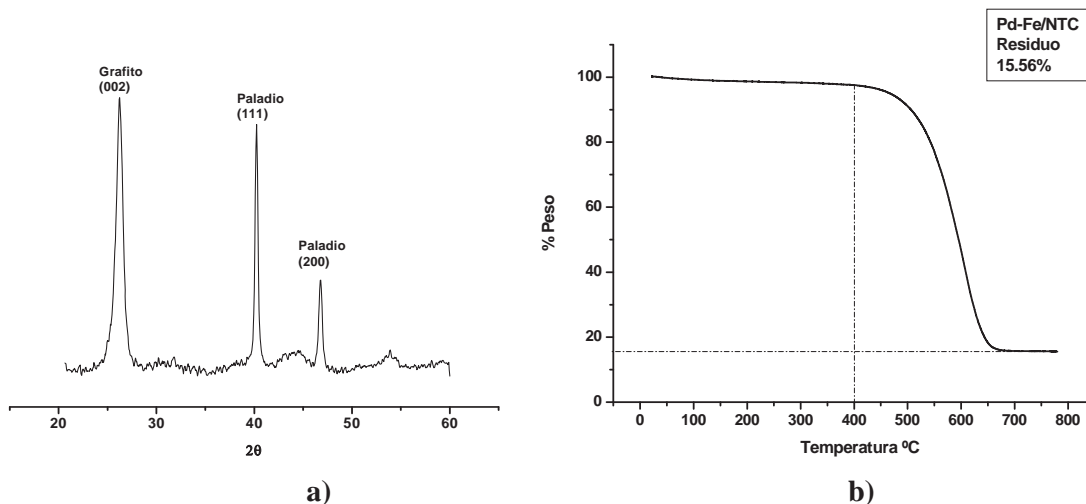 Grafito
(002)
Paladio
(111)
Paladio
(200)
20 30 40 50 60
2θ
a)
Pd-Fe/NTC
Residuo
15.56%
100
80
60
40
20
0
% Peso
0 100 200 300 400 500 600 700 800
Temperatura ºC
b)